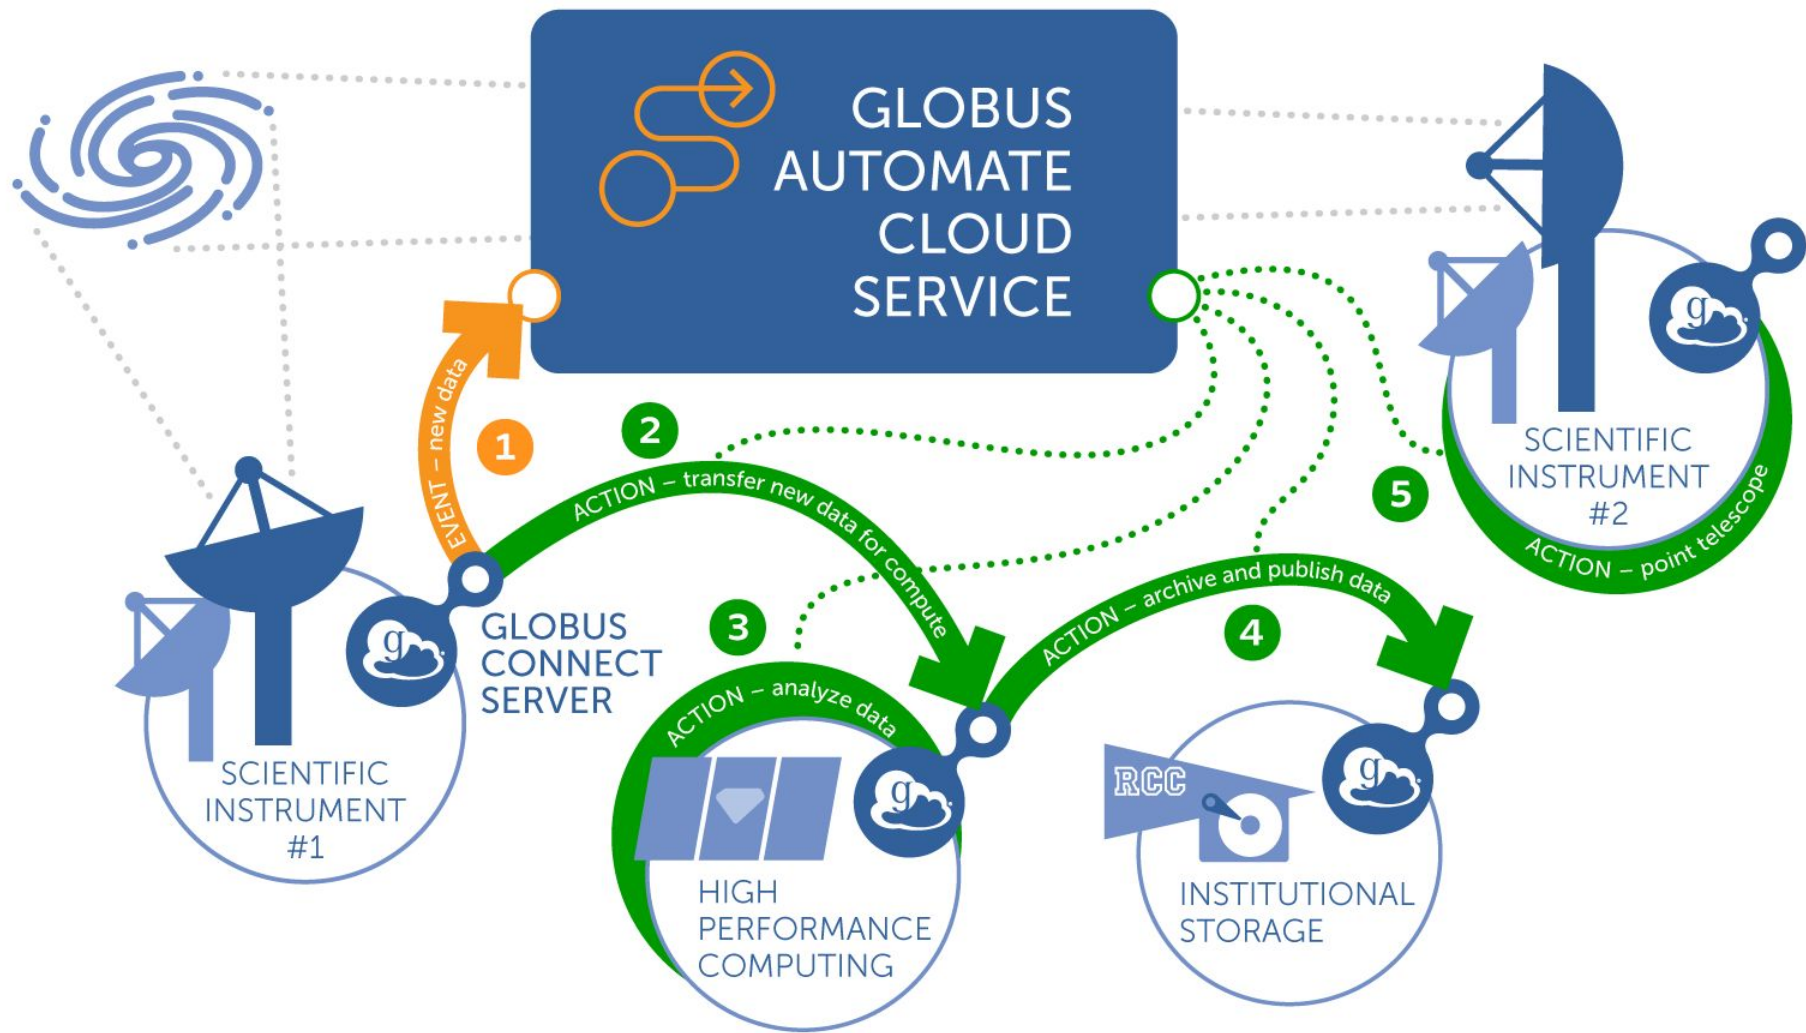 GLOBUS
AUTOMATE
CLOUD
SERVICE
EVENT – new data
1
2
ACTION – transfer new data for compute
GLOBUS
CONNECT
SERVER
SCIENTIFIC
INSTRUMENT
#1
3
ACTION – analyze data
g
HIGH
PERFORMANCE
COMPUTING
g
4
ACTION – archive and publish data
RCC
g
INSTITUTIONAL
STORAGE
5
g
SCIENTIFIC
INSTRUMENT
#2
ACTION – point telescope